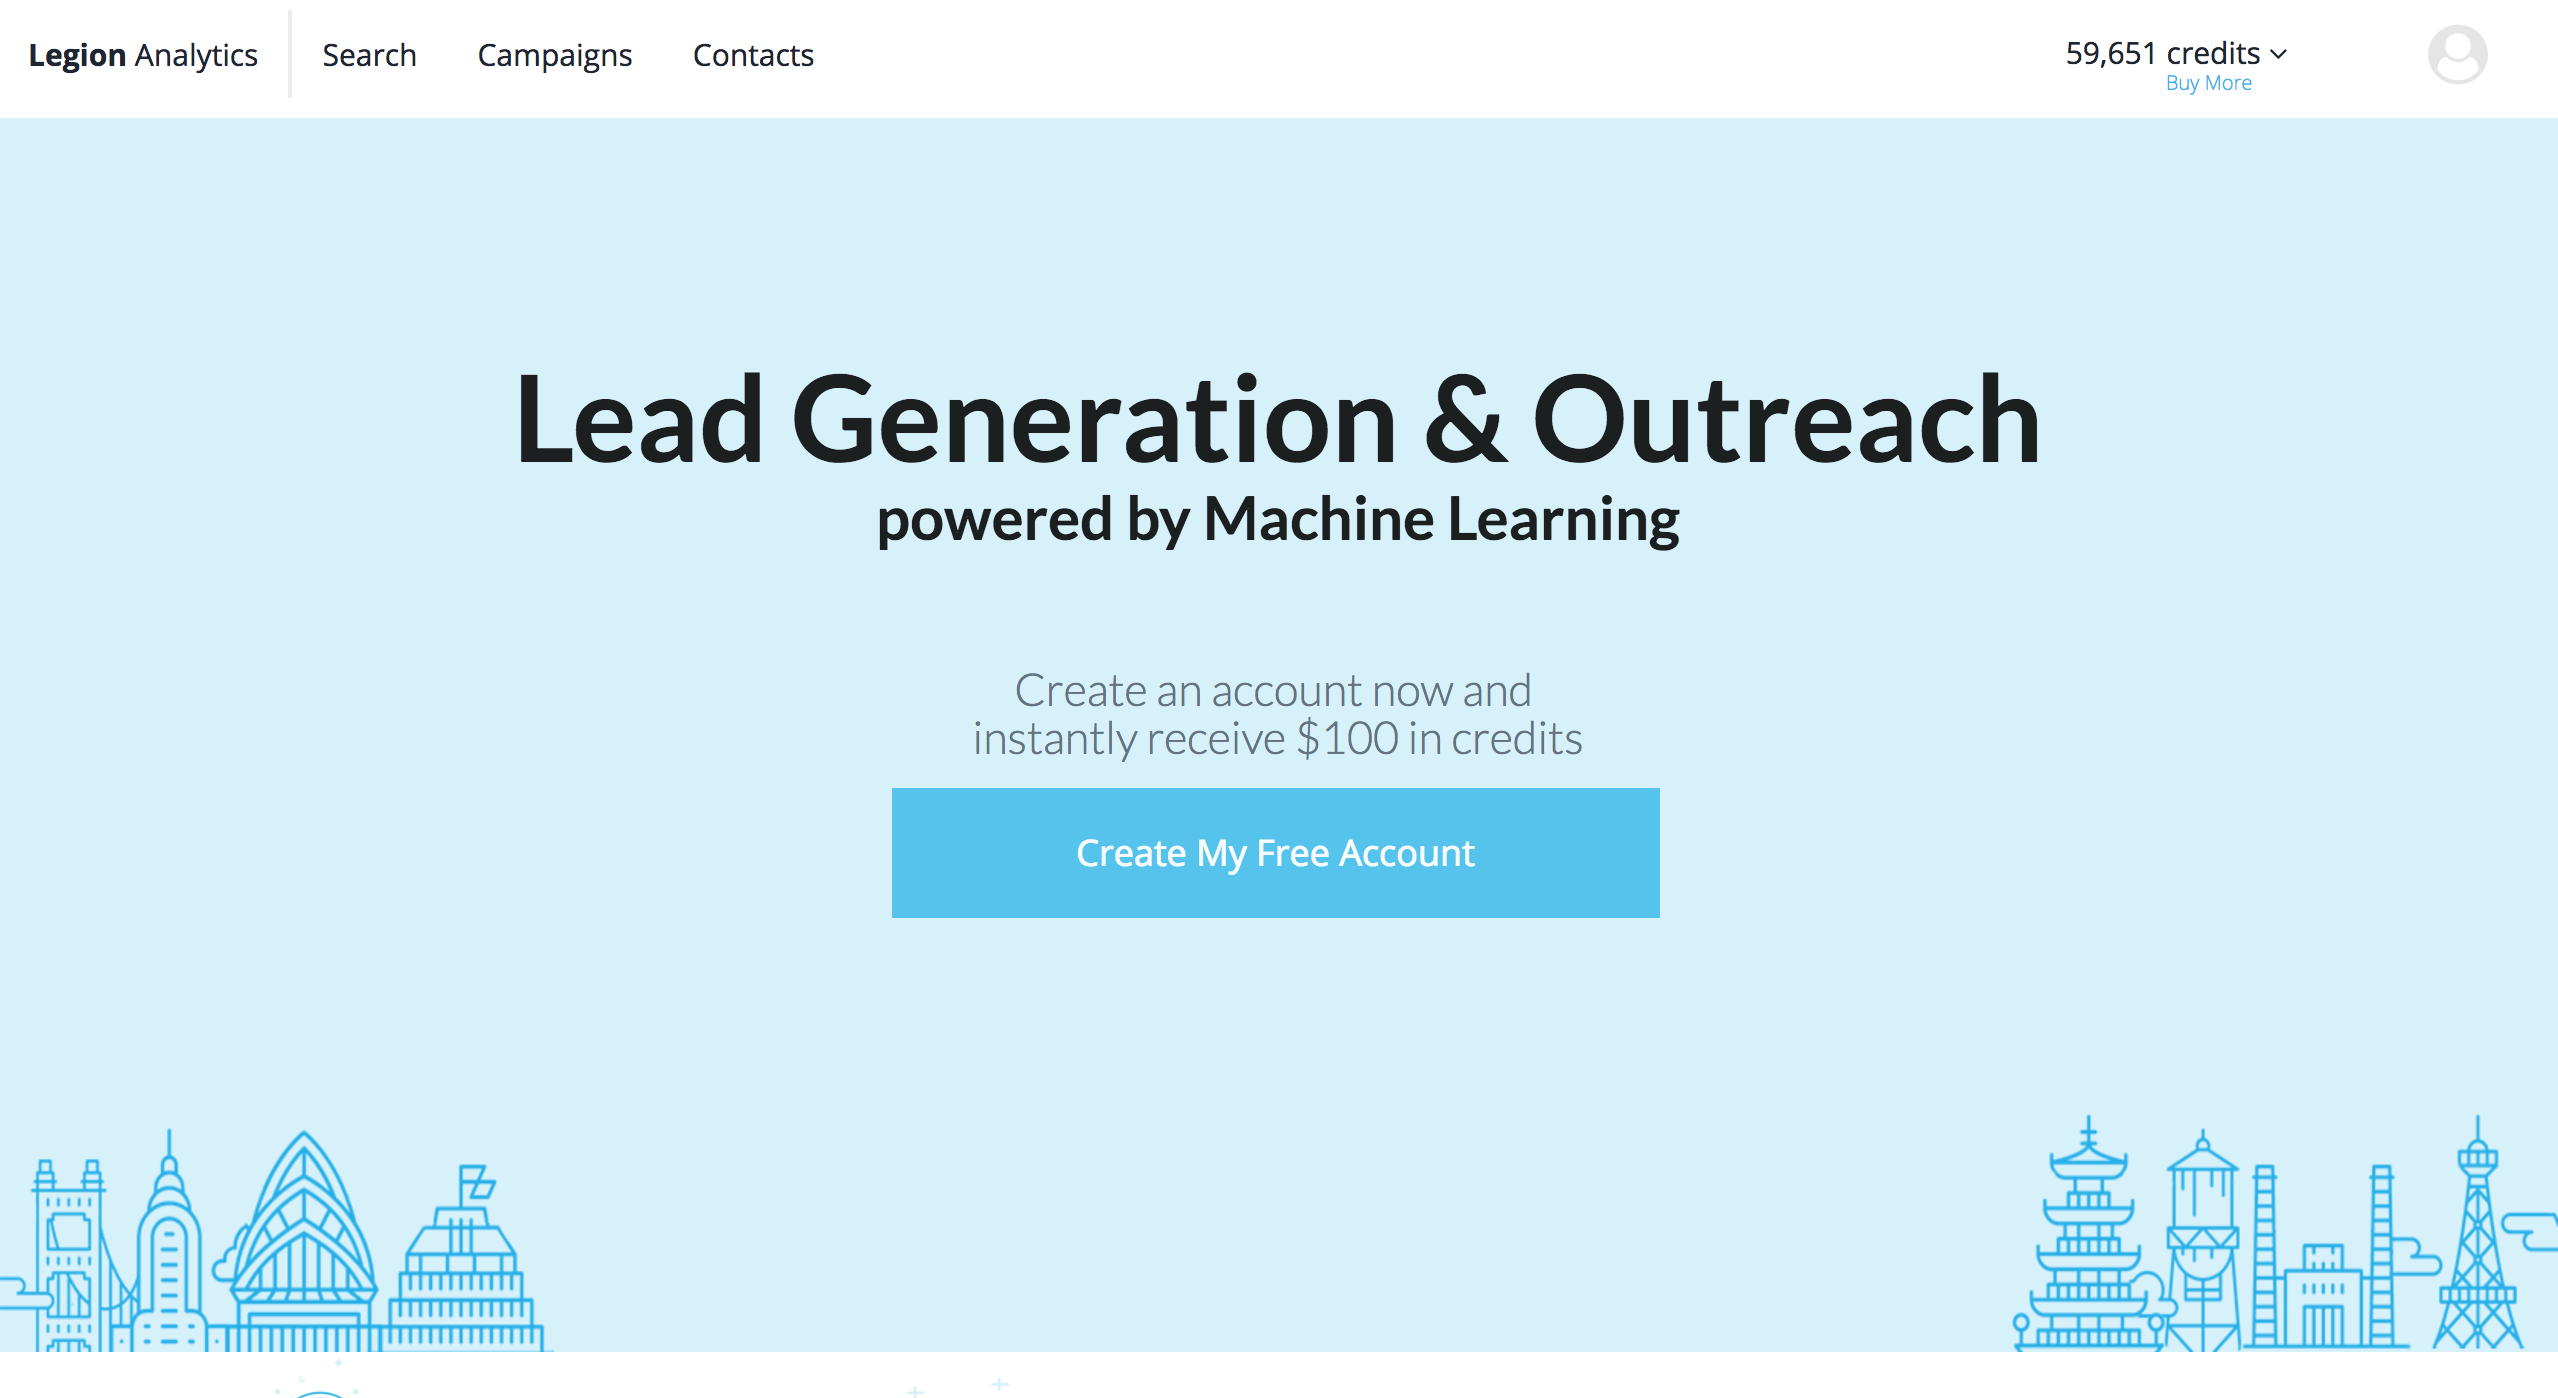 Legion Analytics
Search
Campaigns
Contacts
59,651 credits
Buy More
Lead Generation & Outreach
powered by Machine Learning
Create an account now and
instantly receive $100 in credits
Create My Free Account